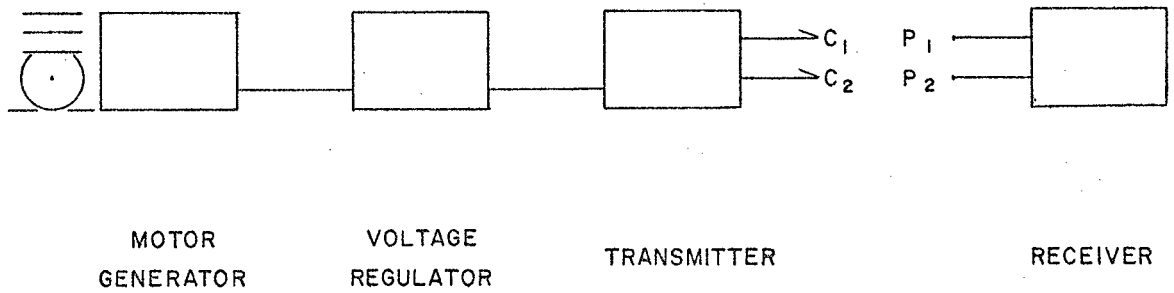 C1 P1
C2 P2
MOTOR GENERATOR
VOLTAGE REGULATOR
TRANSMITTER
RECEIVER